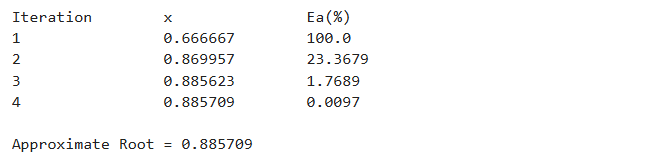 Iteration x Ea(%)
1 0.666667 100.0
2 0.869957 23.3679
3 0.885623 1.7689
4 0.885709 0.0097
Approximate Root = 0.885709